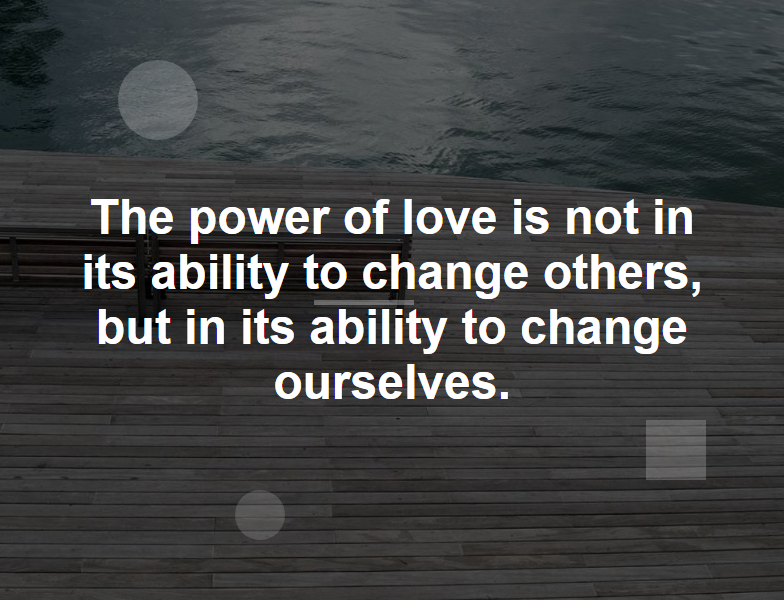 The power of love is not in
its ability to change others,
but in its ability to change
ourselves.